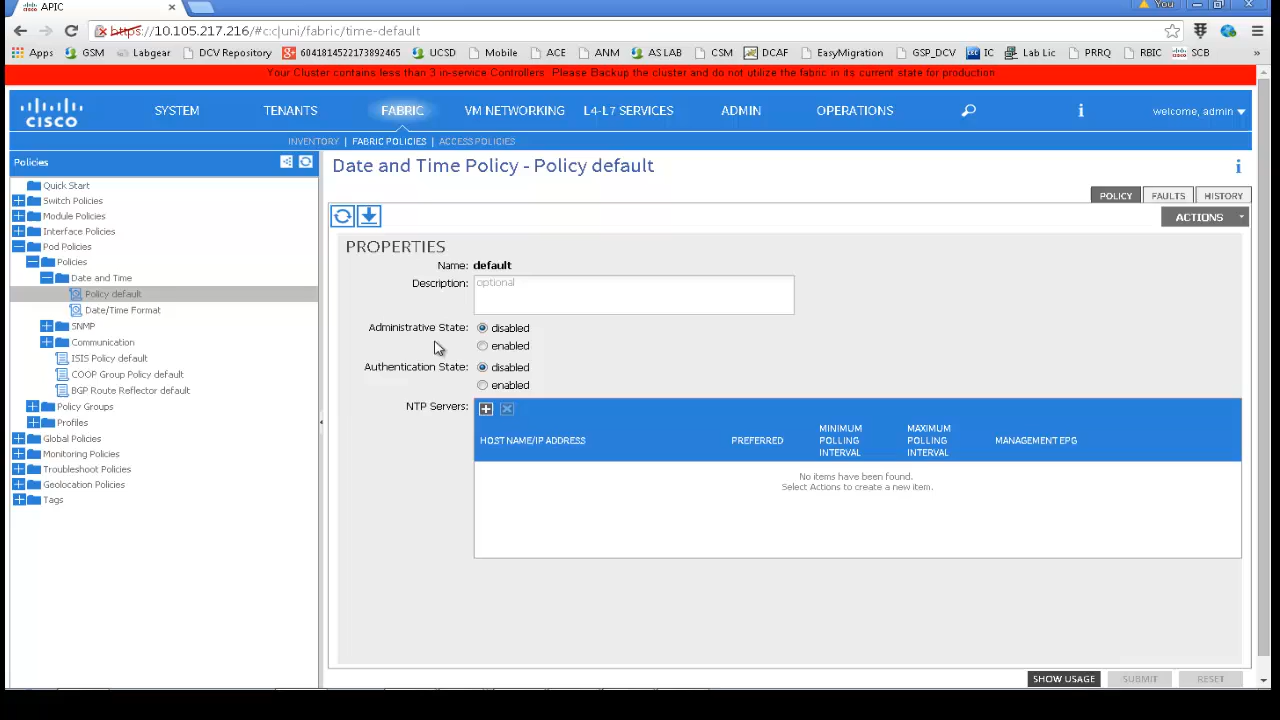 APIC
You
https://10.105.217.216/#c:c|uni/fabric/time-default
Apps GSM Labgear DCV Repository 6041814522173892465 UCSD Mobile ACE ANM AS LAB CSM DCAF EasyMigration GSP_DCV IC Lab Lic PRRQ RBIC SCB »
Your Cluster contains less than 3 in-service Controllers. Please Backup the cluster and do not utilize the fabric in its current state for production
CISCO SYSTEM TENANTS FABRIC VM NETWORKING L4-L7 SERVICES ADMIN OPERATIONS i welcome, admin
INVENTORY | FABRIC POLICIES | ACCESS POLICIES
Policies
Quick Start
Switch Policies
Module Policies
Interface Policies
Pod Policies
Policies
Date and Time
Policy default
Date/Time Format
SNMP
Communication
ISIS Policy default
COOP Group Policy default
BGP Route Reflector default
Policy Groups
Profiles
Global Policies
Monitoring Policies
Troubleshoot Policies
Geolocation Policies
Tags
Date and Time Policy - Policy default
i
POLICY FAULTS HISTORY
ACTIONS
PROPERTIES
Name: default
Description: optional
Administrative State: disabled
enabled
Authentication State: disabled
enabled
NTP Servers:
HOST NAME/IP ADDRESS PREFERRED MINIMUM POLLING INTERVAL MAXIMUM POLLING INTERVAL MANAGEMENT EPG
No items have been found.
Select Actions to create a new item.
SHOW USAGE SUBMIT RESET